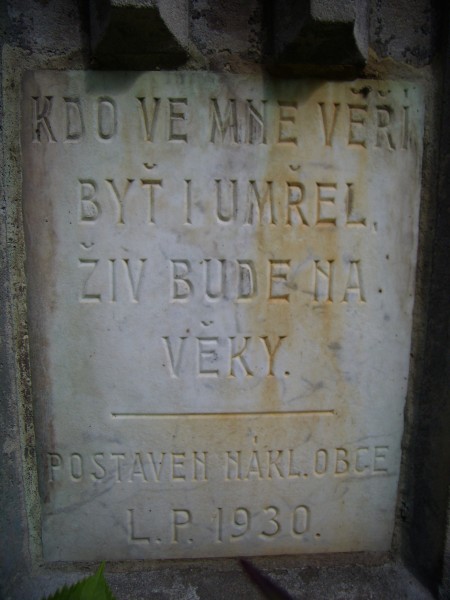 KDO VE MNE VĚŘÍ
BYŤ I UMŘEL,
ŽIV BUDE NA
VĚKY.
POSTAVEN NÁKL. OBCE
L.P. 1930.